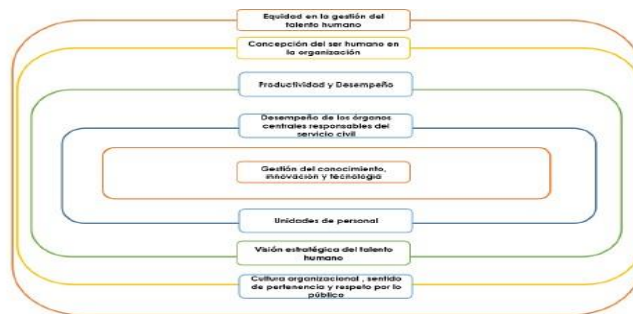 Equidad en la gestión del
talento humano
Concepción del ser humano en
la organización
Productividad y Desempeño
Desempeño de los órganos
centrales responsables del
servicio civil
Gestión del conocimiento,
innovación y tecnología
Unidades de personal
Visión estratégica del talento
humano
Cultura organizacional , sentido
de pertenencia y respeto por lo
público